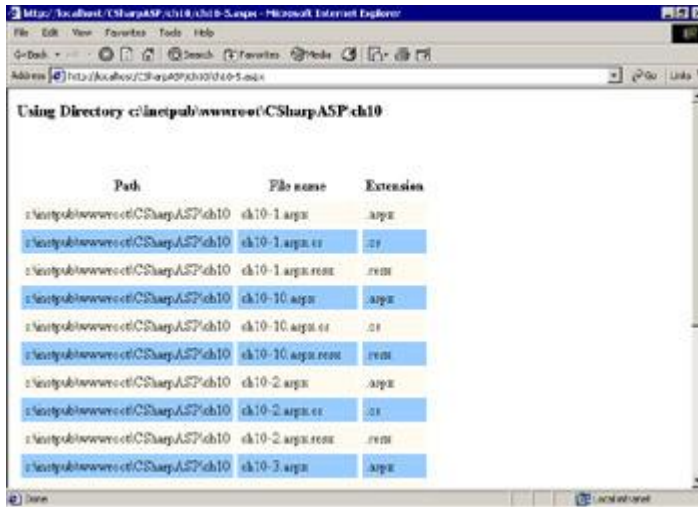 http://localhost/CSharpASP/ch10/ch10-5.aspx - Microsoft Internet Explorer
File Edit View Favorites Tools Help
Back Search Favorites Media
Address http://localhost/CSharpASP/ch10/ch10-5.aspx Go Links
Using Directory c:\inetpub\wwwroot\CSharpASP\ch10
Path File name Extension
c:\inetpub\wwwroot\CSharpASP\ch10 ch10-1.aspx .aspx
c:\inetpub\wwwroot\CSharpASP\ch10 ch10-1.aspx.cs .cs
c:\inetpub\wwwroot\CSharpASP\ch10 ch10-1.aspx.resx .resx
c:\inetpub\wwwroot\CSharpASP\ch10 ch10-10.aspx .aspx
c:\inetpub\wwwroot\CSharpASP\ch10 ch10-10.aspx.cs .cs
c:\inetpub\wwwroot\CSharpASP\ch10 ch10-10.aspx.resx .resx
c:\inetpub\wwwroot\CSharpASP\ch10 ch10-2.aspx .aspx
c:\inetpub\wwwroot\CSharpASP\ch10 ch10-2.aspx.cs .cs
c:\inetpub\wwwroot\CSharpASP\ch10 ch10-2.aspx.resx .resx
c:\inetpub\wwwroot\CSharpASP\ch10 ch10-3.aspx .aspx
Done Local intranet